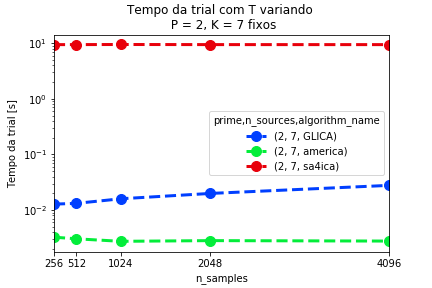 Tempo da trial com T variando
P = 2, K = 7 fixos
Tempo da trial [s]
10¹
10⁰
10⁻¹
10⁻²
prime,n_sources,algorithm_name
(2, 7, GLICA)
(2, 7, america)
(2, 7, sa4ica)
256 512 1024 2048 4096
n_samples